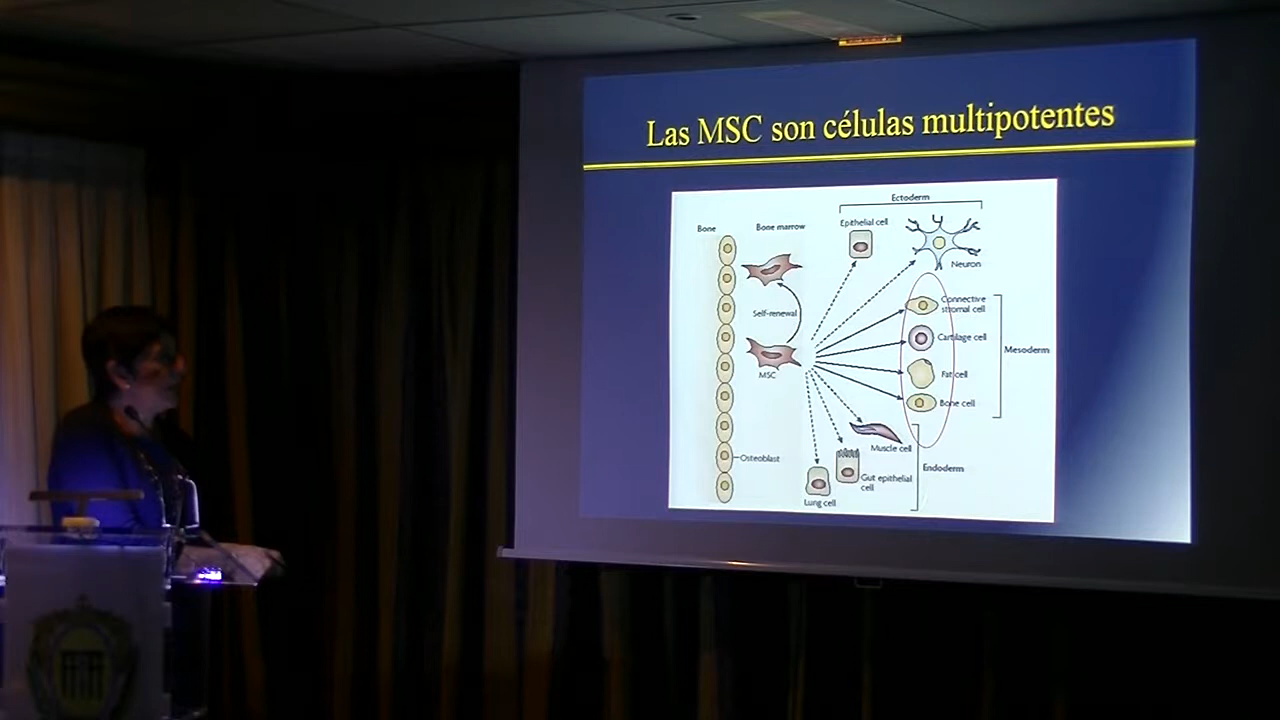 Las MSC son células multipotentes
Ectoderm
Bone
Bone marrow
Epithelial cell
Neuron
Self-renewal
MSC
Connective
stromal cell
Cartilage cell
Fat cell
Bone cell
Mesoderm
Muscle cell
Osteoblast
Gut epithelial
cell
Endoderm
Lung cell